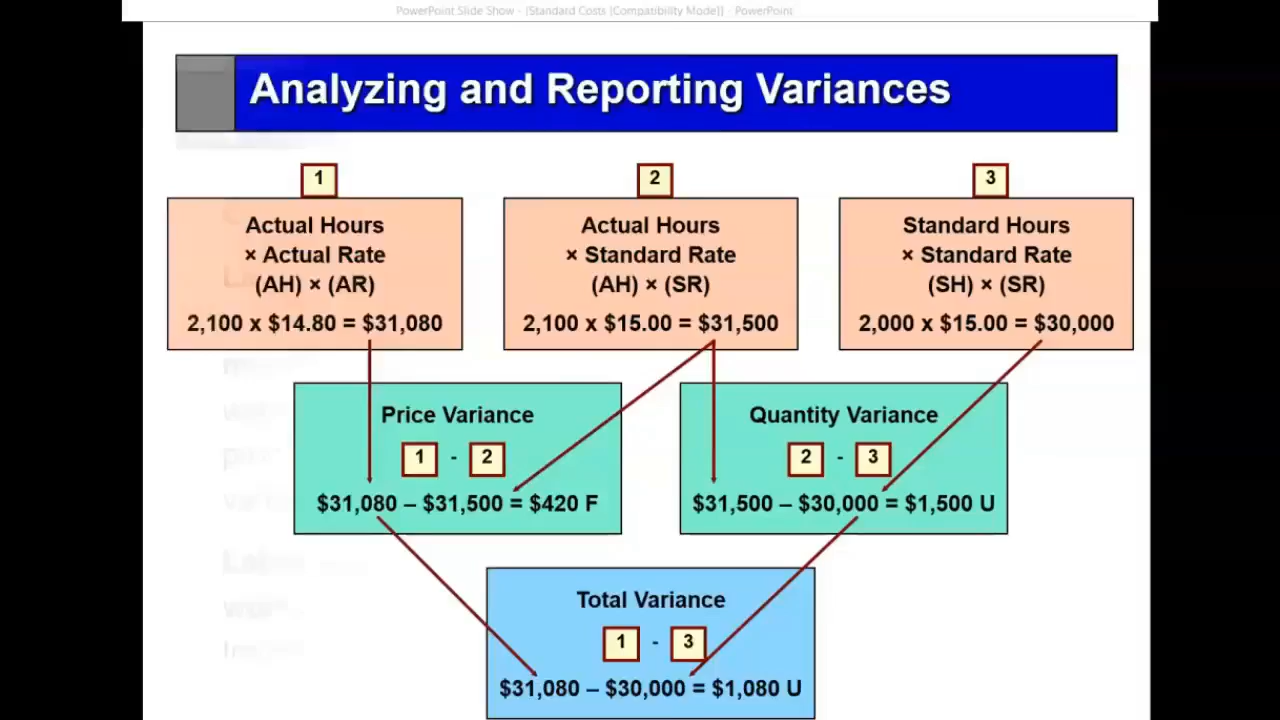 PowerPoint Slide Show - [Standard Costs [Compatibility Mode]] - PowerPoint
Analyzing and Reporting Variances
1
2
3
Actual Hours
× Actual Rate
(AH) × (AR)
2,100 x $14.80 = $31,080
Actual Hours
× Standard Rate
(AH) × (SR)
2,100 x $15.00 = $31,500
Standard Hours
× Standard Rate
(SH) × (SR)
2,000 x $15.00 = $30,000
Price Variance
1 - 2
$31,080 – $31,500 = $420 F
Quantity Variance
2 - 3
$31,500 – $30,000 = $1,500 U
Total Variance
1 - 3
$31,080 – $30,000 = $1,080 U